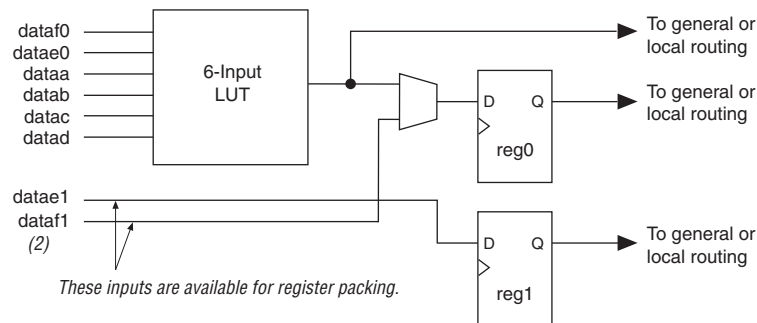 dataf0
datae0
dataa
datab
datac
datad
6-Input
LUT
To general or
local routing
D Q
reg0
To general or
local routing
datae1
dataf1
(2)
These inputs are available for register packing.
D Q
reg1
To general or
local routing